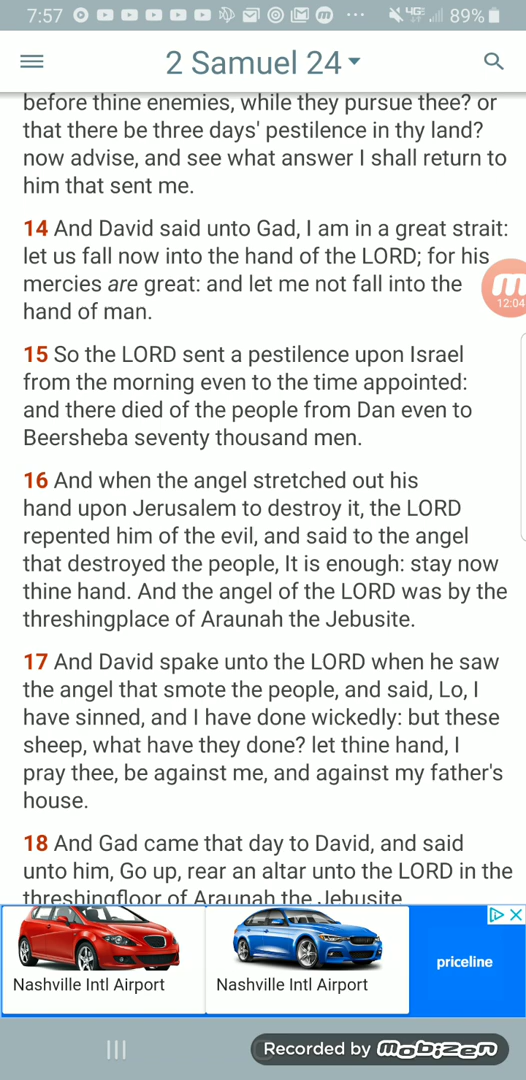 7:57 4GE 89%
2 Samuel 24
before thine enemies, while they pursue thee? or
that there be three days' pestilence in thy land?
now advise, and see what answer I shall return to
him that sent me.
14 And David said unto Gad, I am in a great strait:
let us fall now into the hand of the LORD; for his
mercies are great: and let me not fall into the
hand of man.
m
12:04
15 So the LORD sent a pestilence upon Israel
from the morning even to the time appointed:
and there died of the people from Dan even to
Beersheba seventy thousand men.
16 And when the angel stretched out his
hand upon Jerusalem to destroy it, the LORD
repented him of the evil, and said to the angel
that destroyed the people, It is enough: stay now
thine hand. And the angel of the LORD was by the
threshingplace of Araunah the Jebusite.
17 And David spake unto the LORD when he saw
the angel that smote the people, and said, Lo, I
have sinned, and I have done wickedly: but these
sheep, what have they done? let thine hand, I
pray thee, be against me, and against my father's
house.
18 And Gad came that day to David, and said
unto him, Go up, rear an altar unto the LORD in the
threshingfloor of Araunah the Jebusite
Nashville Intl Airport
Nashville Intl Airport
priceline
Recorded by mobizen